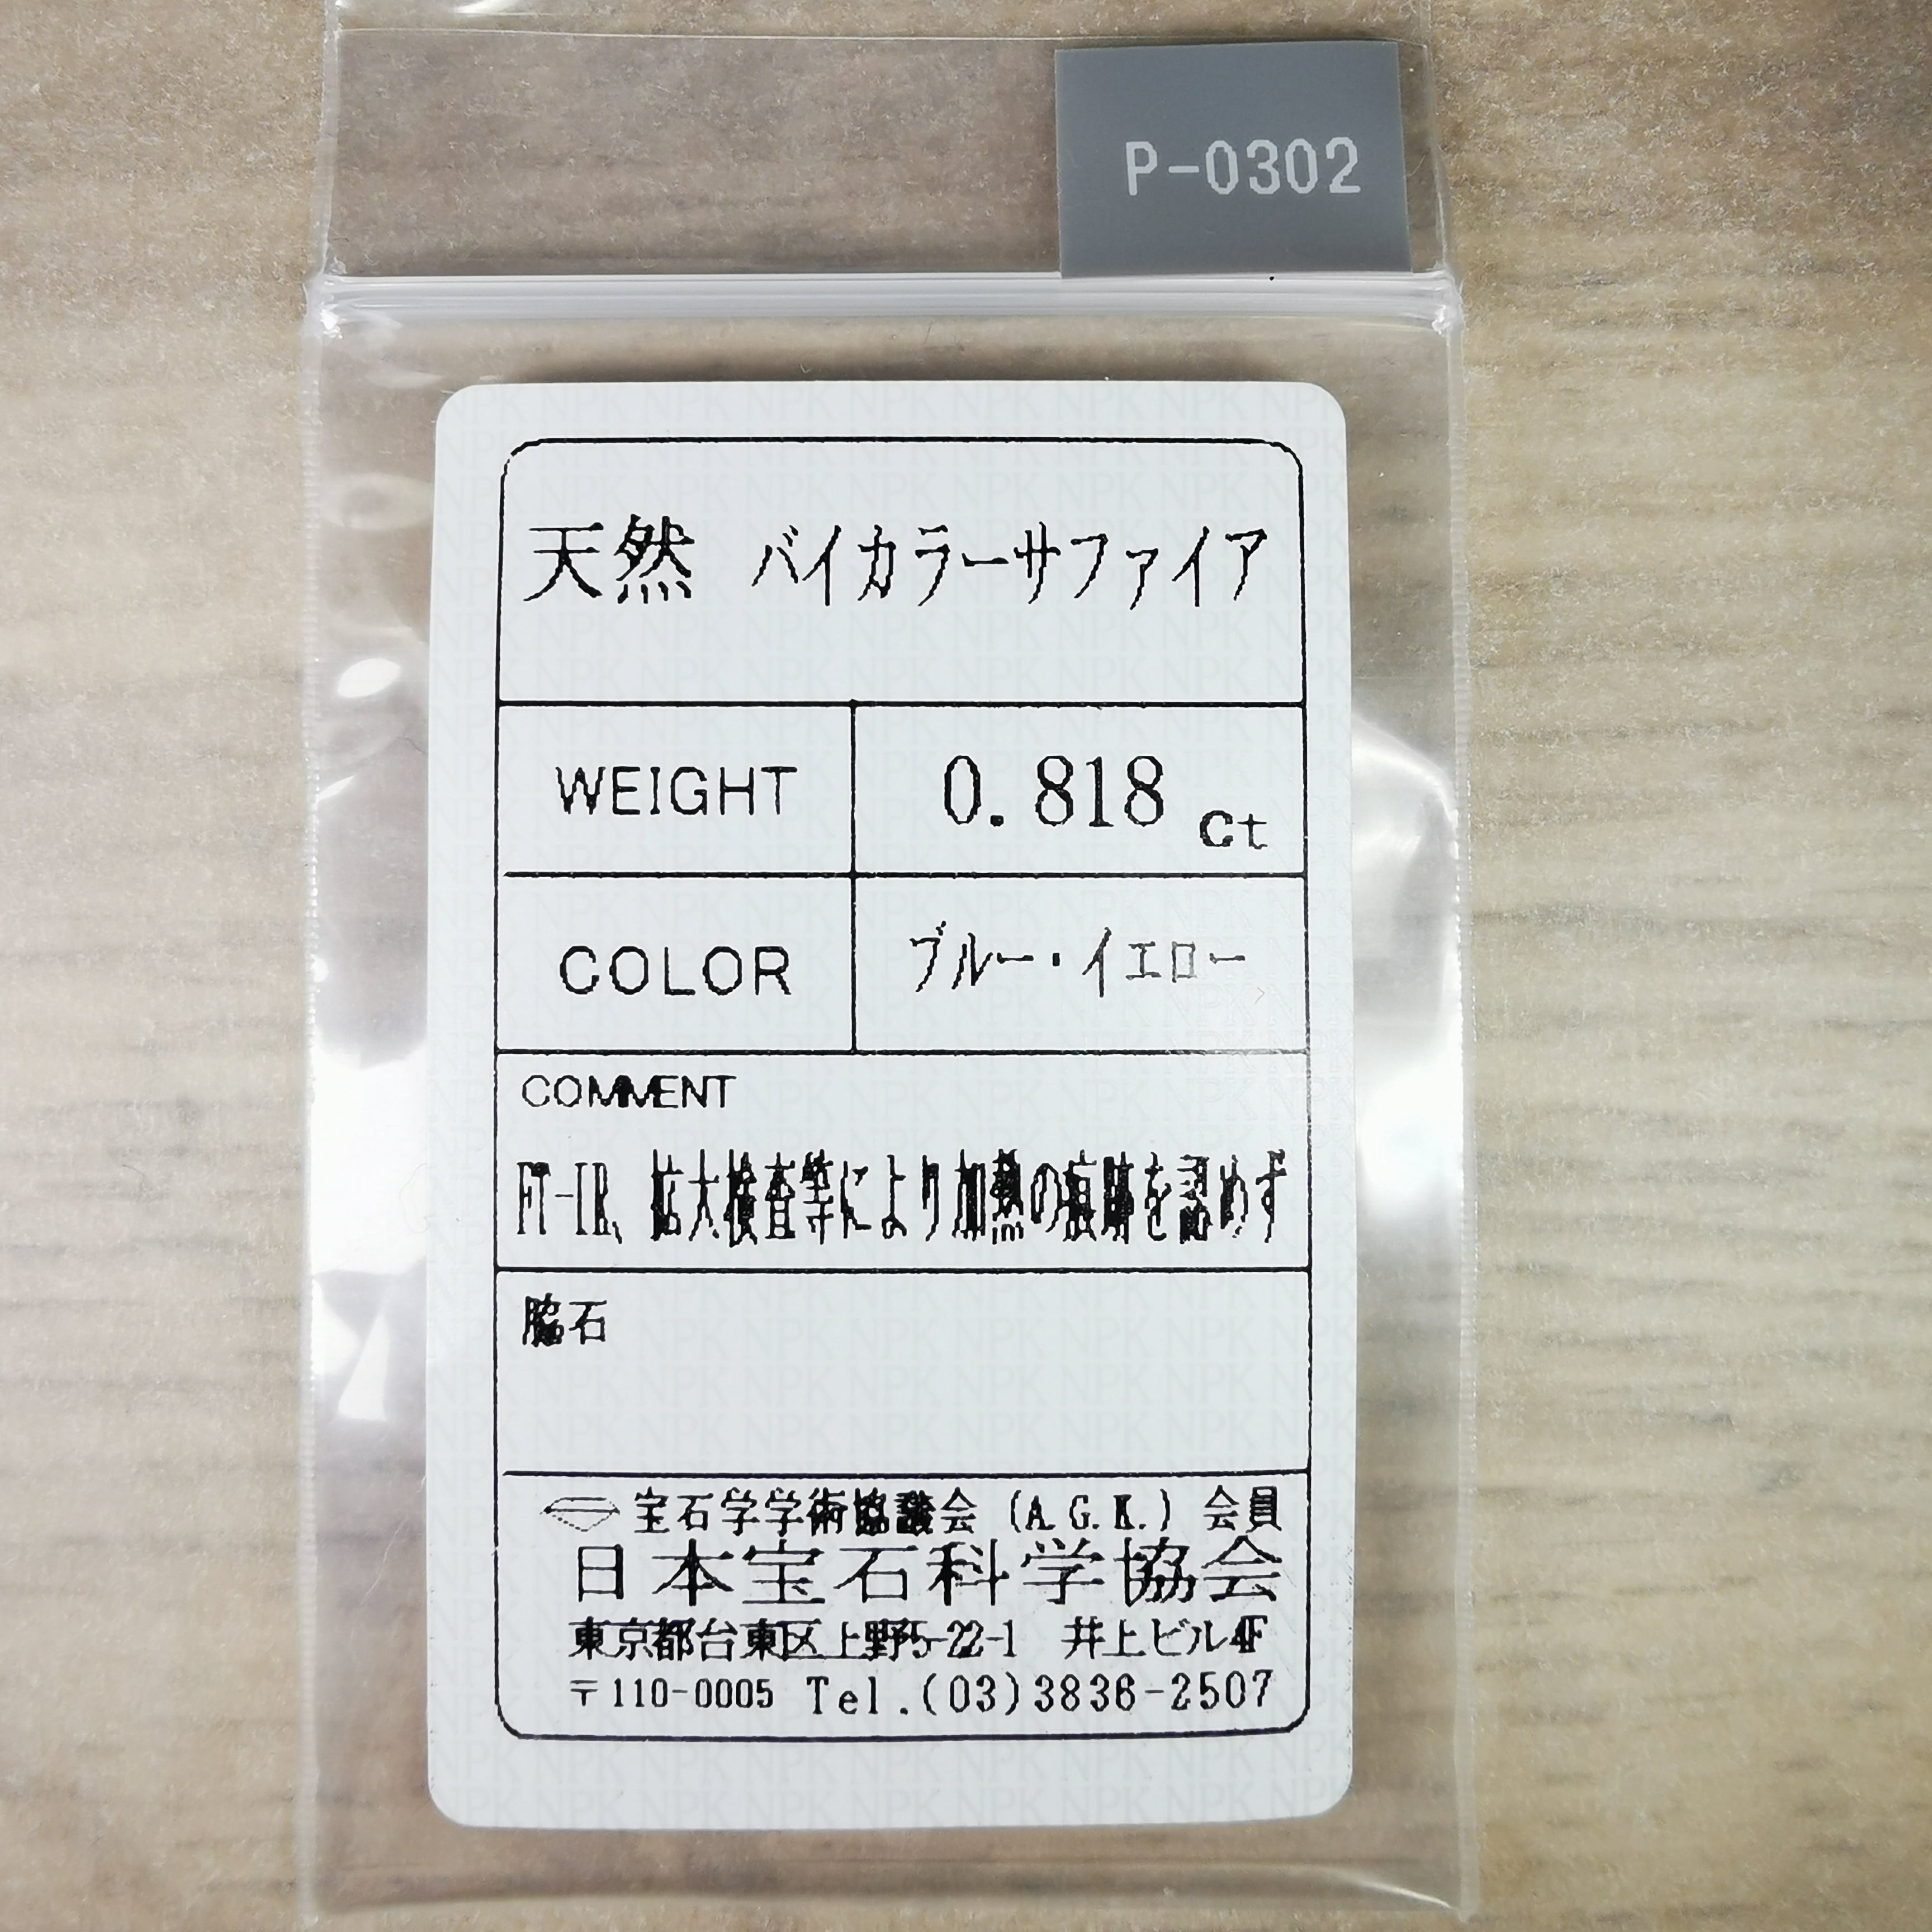 P-0302
天然 バイカラーサファイア
WEIGHT 0.818 ct
COLOR ブルー・イエロー
COMMENT
FT-IR、拡大検査等により加熱の痕跡を認めず
脇石
宝石学学術協議会 (A.G.K.) 会員
日本宝石科学協会
東京都台東区上野5-22-1 井上ビル4F
〒110-0005 Tel.(03)3836-2507